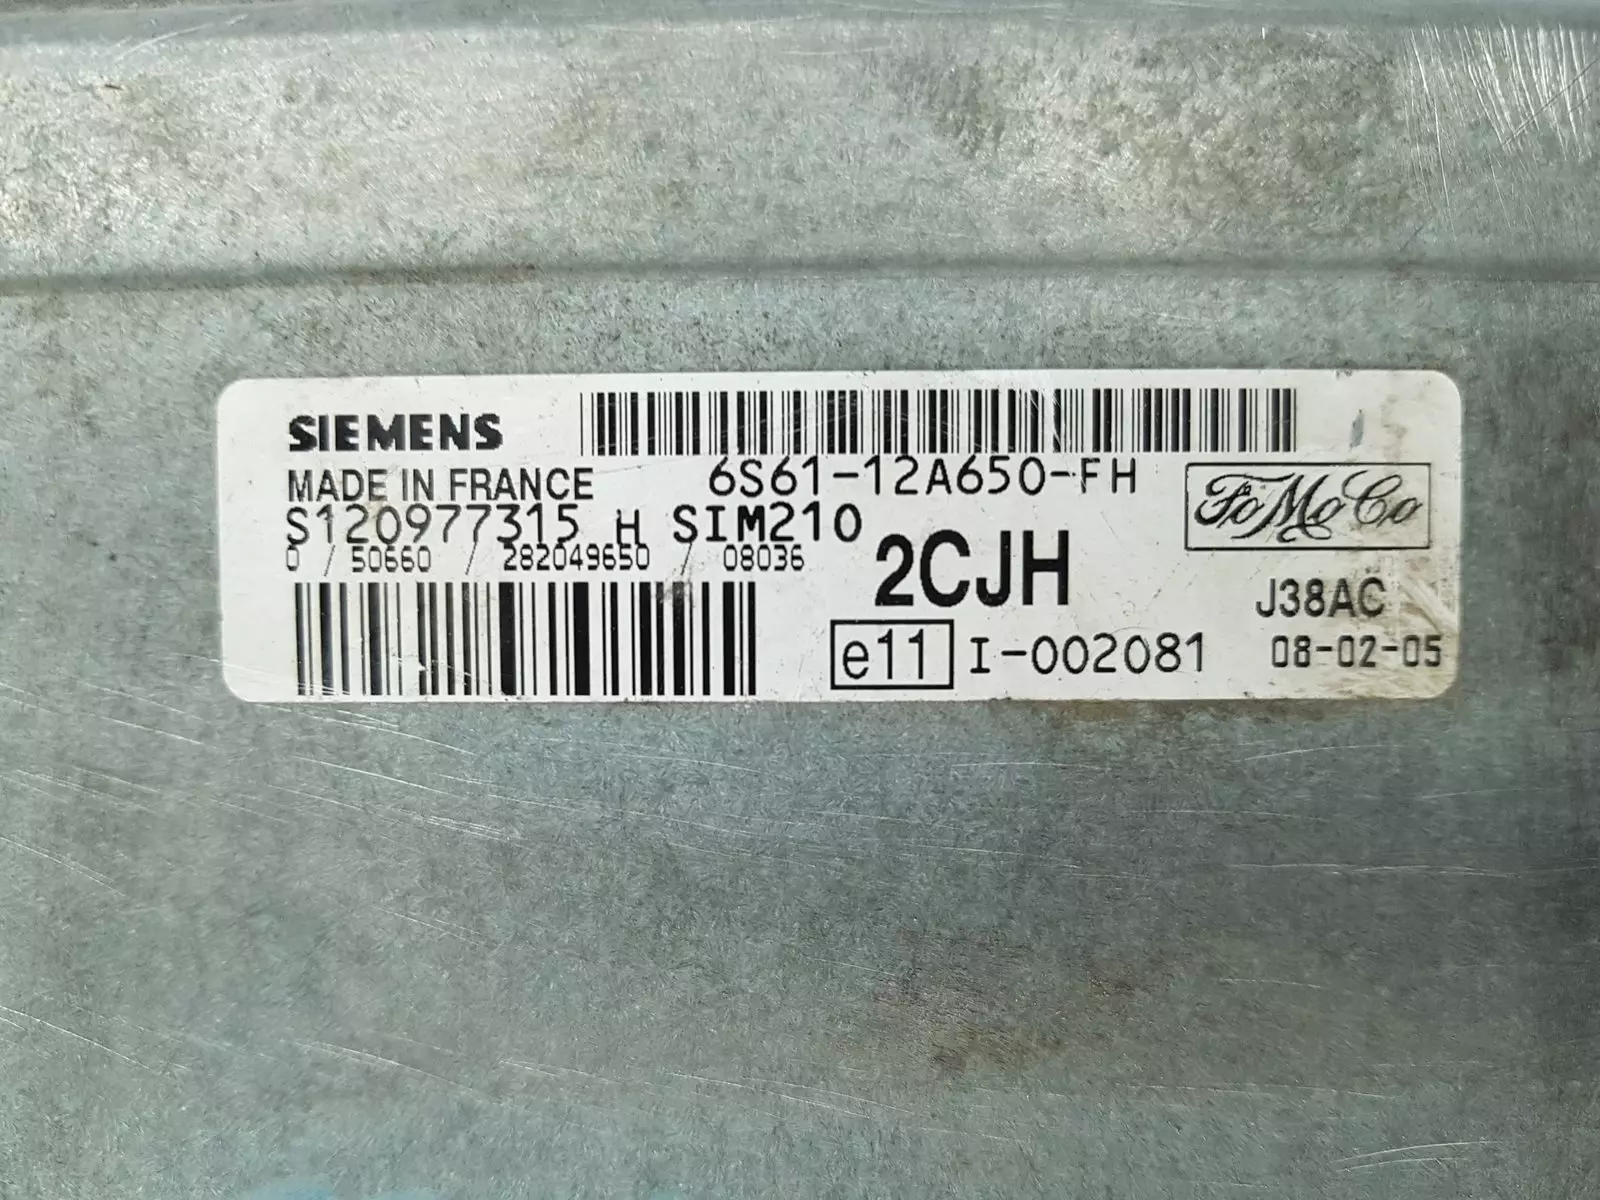 SIEMENS
MADE IN FRANCE
6S61-12A650-FH
FoMoCo
S120977315 H SIM210
0 / 50660 / 282049650 / 08036
2CJH
J38AC
e11 I-002081
08-02-05